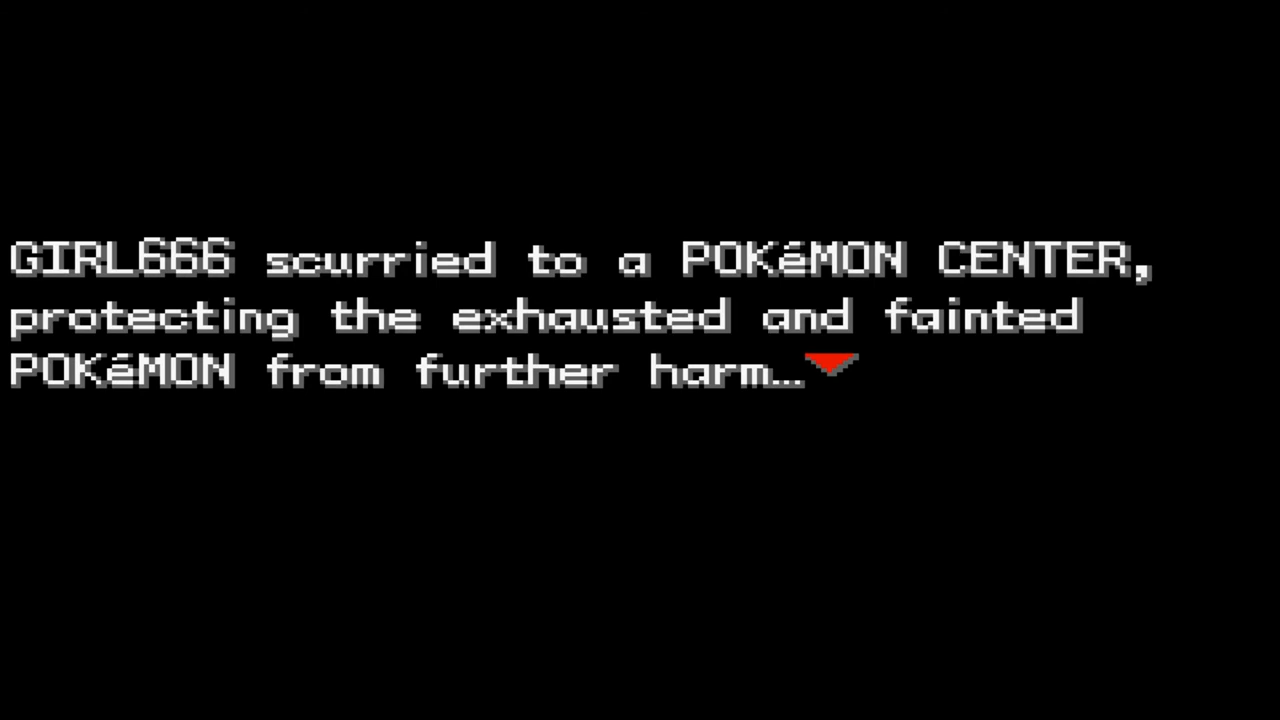 GIRL666 scurried to a POKéMON CENTER,
protecting the exhausted and fainted
POKéMON from further harm…